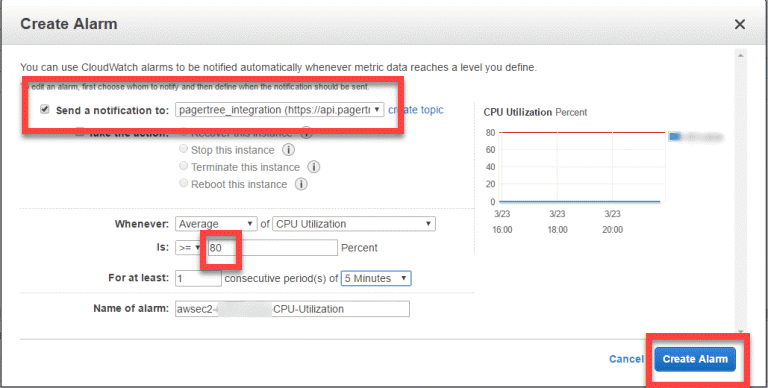 Create Alarm
You can use CloudWatch alarms to be notified automatically whenever metric data reaches a level you define.
To edit an alarm, first choose whom to notify and then define when the notification should be sent.
Send a notification to: pagertree_integration (https://api.pagertr create topic
Take the action: Recover this instance
Stop this instance
Terminate this instance
Reboot this instance
CPU Utilization Percent
80
60
40
20
0
3/23 3/23 3/23
16:00 18:00 20:00
Whenever: Average of CPU Utilization
Is: >= 80 Percent
For at least: 1 consecutive period(s) of 5 Minutes
Name of alarm: awsec2- -CPU-Utilization
Cancel Create Alarm